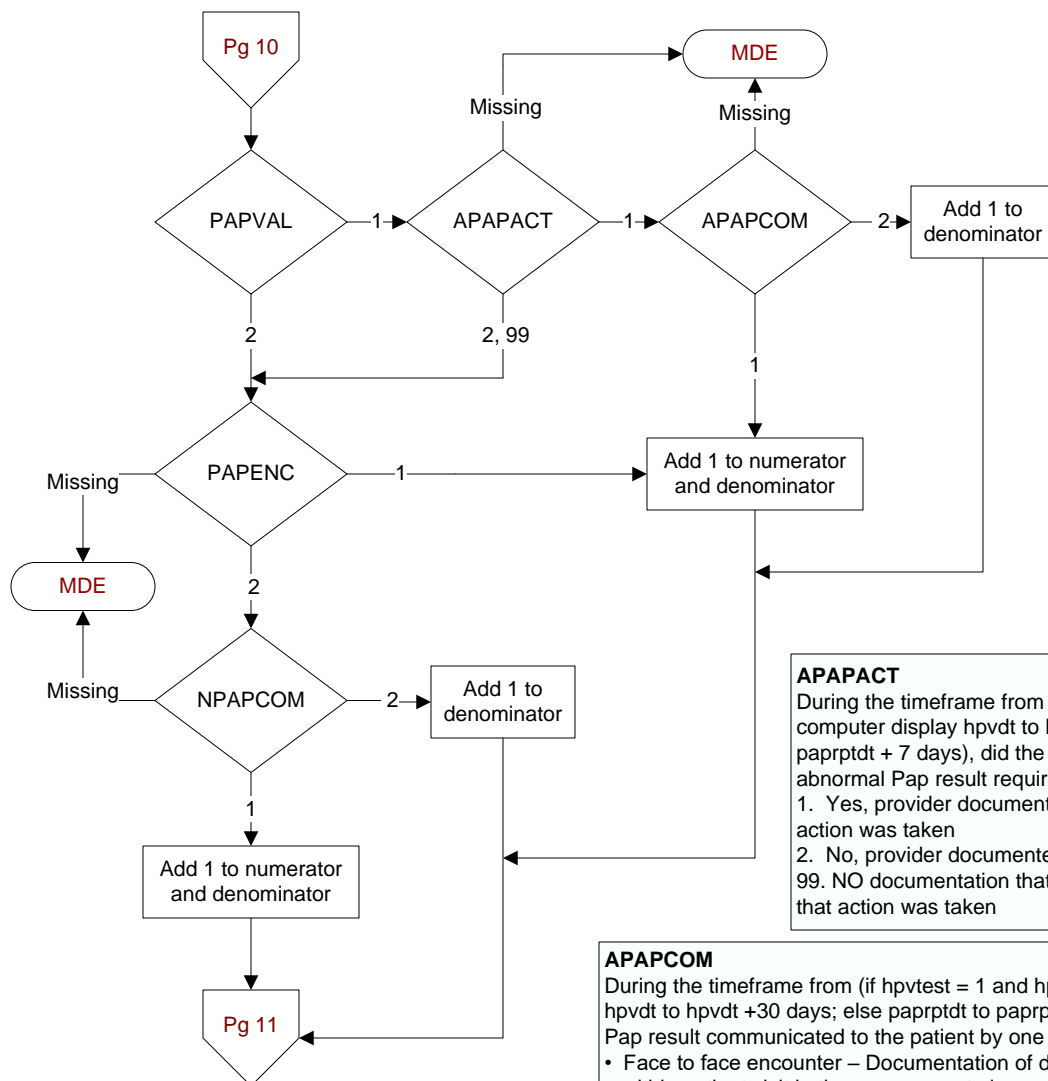 Pg 10
MDE
Missing
Missing
PAPVAL
1
APAPACT
1
APAPCOM
2
Add 1 to
denominator
2
2, 99
1
PAPENC
1
Add 1 to numerator
and denominator
Missing
MDE
2
Missing
NPAPCOM
2
Add 1 to
denominator
1
Add 1 to numerator
and denominator
Pg 11
APAPACT
During the timeframe from
computer display hpvdt to
paprptdt + 7 days), did the
abnormal Pap result requir
1. Yes, provider document
action was taken
2. No, provider documente
99. NO documentation that
that action was taken
APAPCOM
During the timeframe from (if hpvtest = 1 and hp
hpvdt to hpvdt +30 days; else paprptdt to paprp
Pap result communicated to the patient by one
• Face to face encounter – Documentation of d